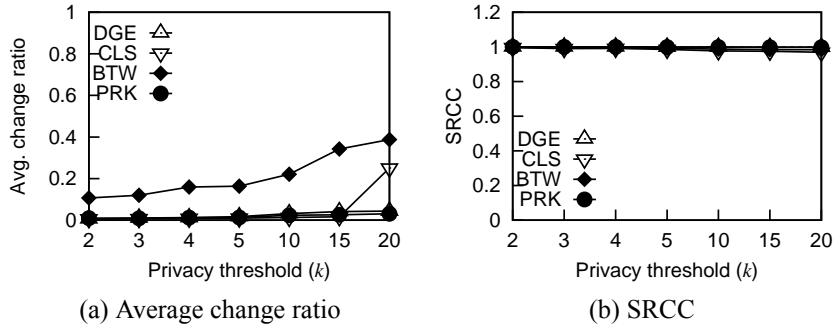 1
0.8
0.6
0.4
0.2
0
Avg. change ratio
DGE
CLS
BTW
PRK
2 3 4 5 10 15 20
Privacy threshold (k)
(a) Average change ratio
1.2
1
0.8
0.6
0.4
0.2
0
SRCC
DGE
CLS
BTW
PRK
2 3 4 5 10 15 20
Privacy threshold (k)
(b) SRCC